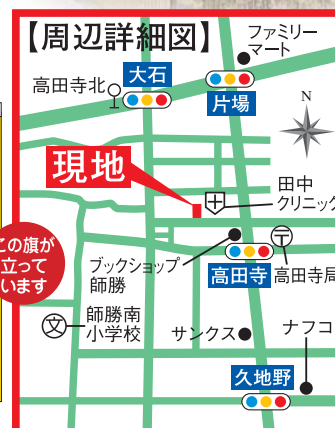 【周辺詳細図】
ファミリー
マート
大石
高田寺北
片場
N
現地
田中
クリニック
この旗が
立って
います
ブックショップ
師勝
高田寺
高田寺局
師勝南
小学校
サンクス
ナフコ
久地野
文